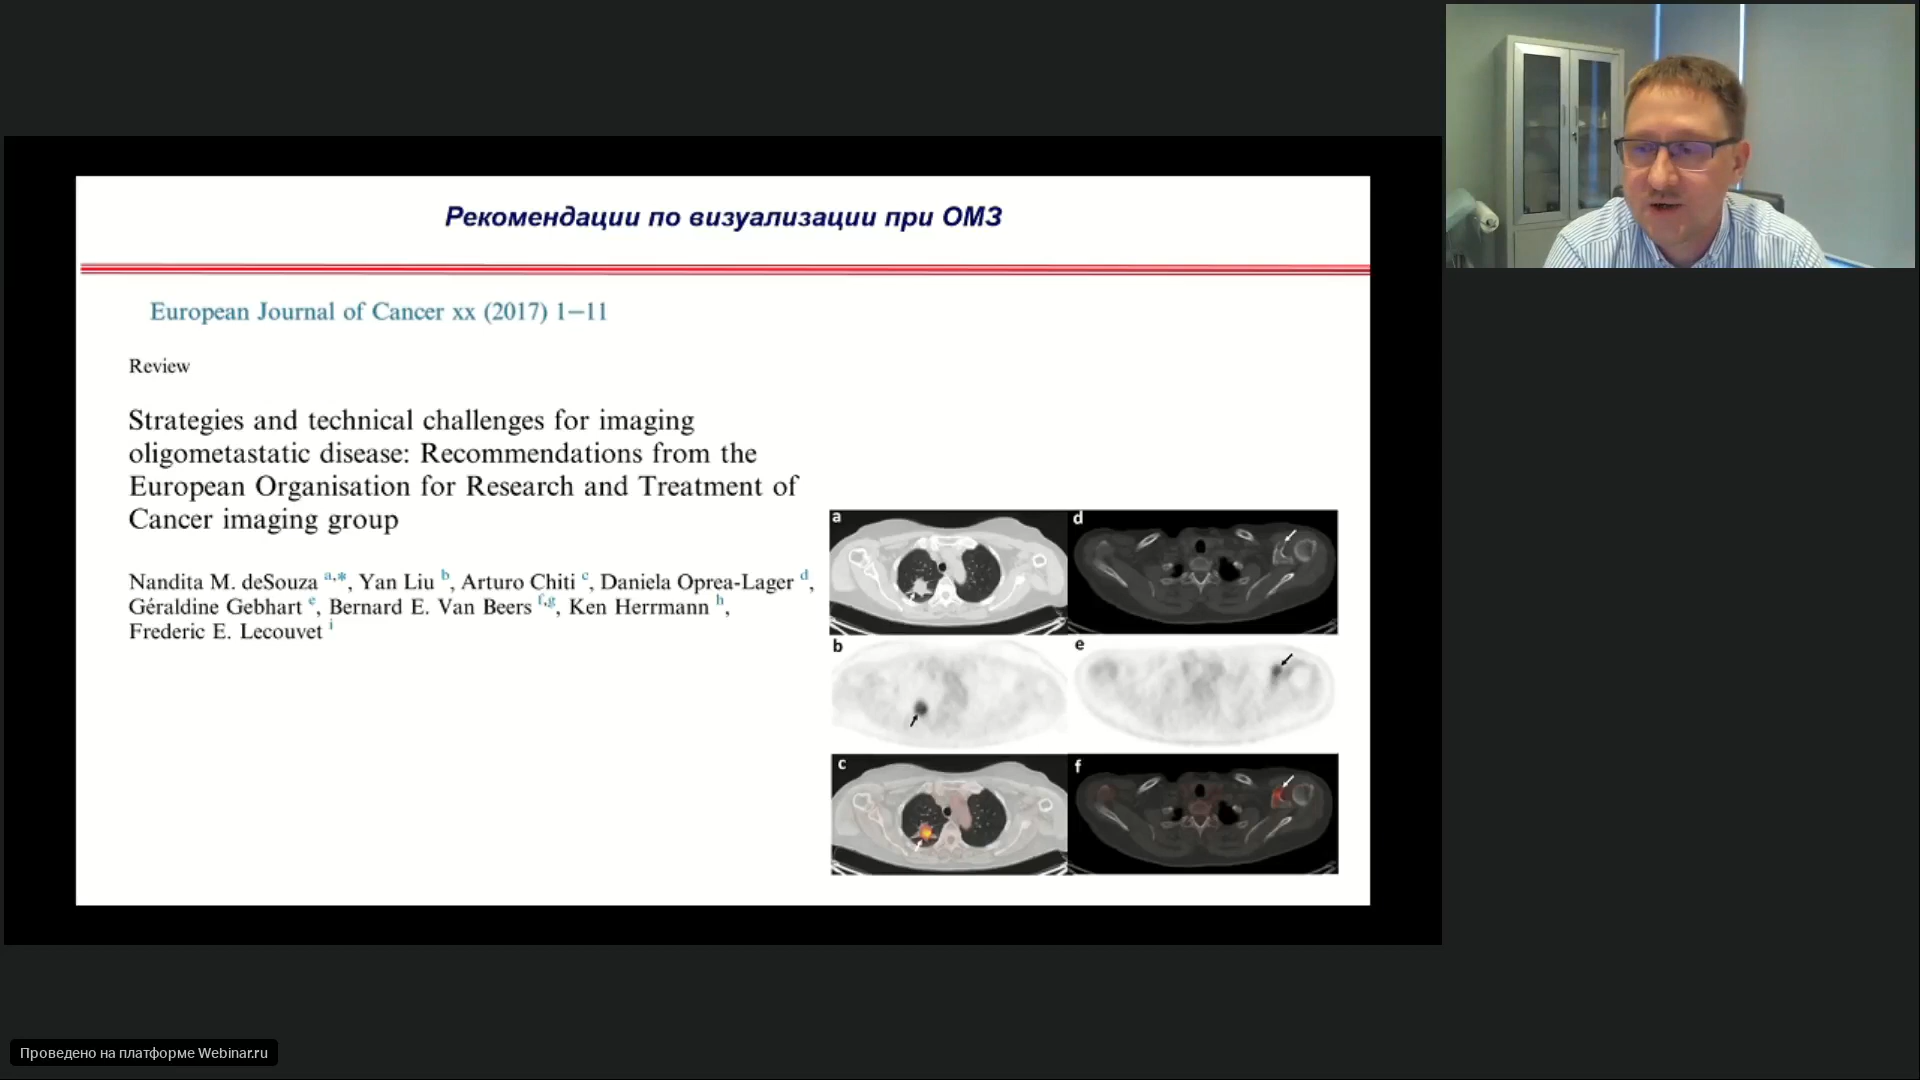 Рекомендации по визуализации при ОМЗ
European Journal of Cancer xx (2017) 1–11
Review
Strategies and technical challenges for imaging
oligometastatic disease: Recommendations from the
European Organisation for Research and Treatment of
Cancer imaging group
Nandita M. deSouza a,*, Yan Liu b, Arturo Chiti c, Daniela Oprea-Lager d,
Géraldine Gebhart e, Bernard E. Van Beers f,g, Ken Herrmann h,
Frederic E. Lecouvet i
a
d
b
e
c
f
Проведено на платформе Webinar.ru